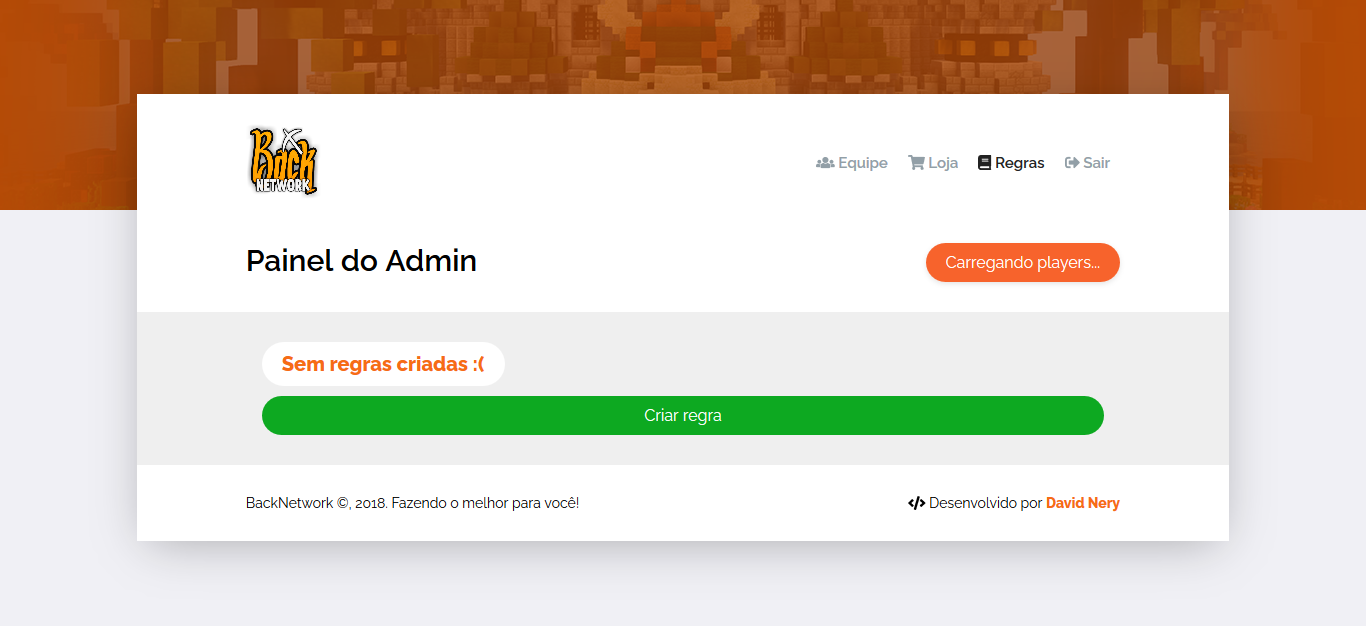 Back
NETWORK
Equipe
Loja
Regras
Sair
Painel do Admin
Carregando players...
Sem regras criadas :(
Criar regra
BackNetwork ©, 2018. Fazendo o melhor para você!
</> Desenvolvido por David Nery